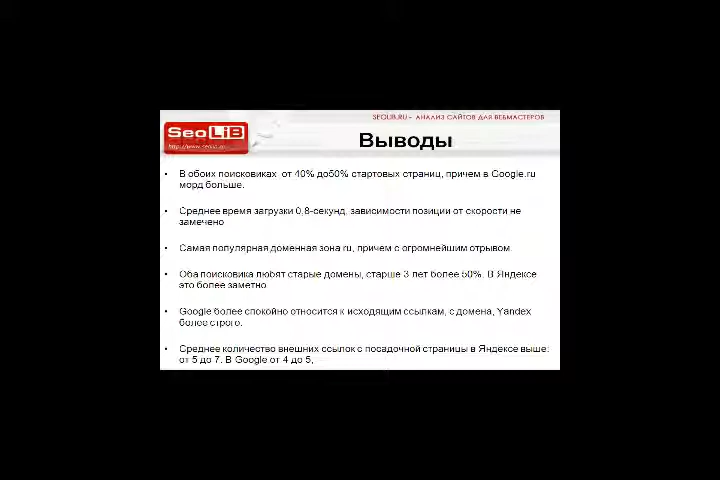 SEOLIB.RU - АНАЛИЗ САЙТОВ ДЛЯ ВЕБМАСТЕРОВ
SeoLiB
Выводы
• В обоих поисковиках от 40% до50% стартовых страниц, причем в Google.ru
морд больше.
• Среднее время загрузки 0,8-секунд, зависимости позиции от скорости не
замечено
• Самая популярная доменная зона ru, причем с огромнейшим отрывом.
• Оба поисковика любят старые домены, старше 3 лет более 50%. В Яндексе
это более заметно
• Google более спокойно относится к исходящим ссылкам, с домена, Yandex
более строго.
• Среднее количество внешних ссылок с посадочной страницы в Яндексе выше:
от 5 до 7. В Google от 4 до 5,